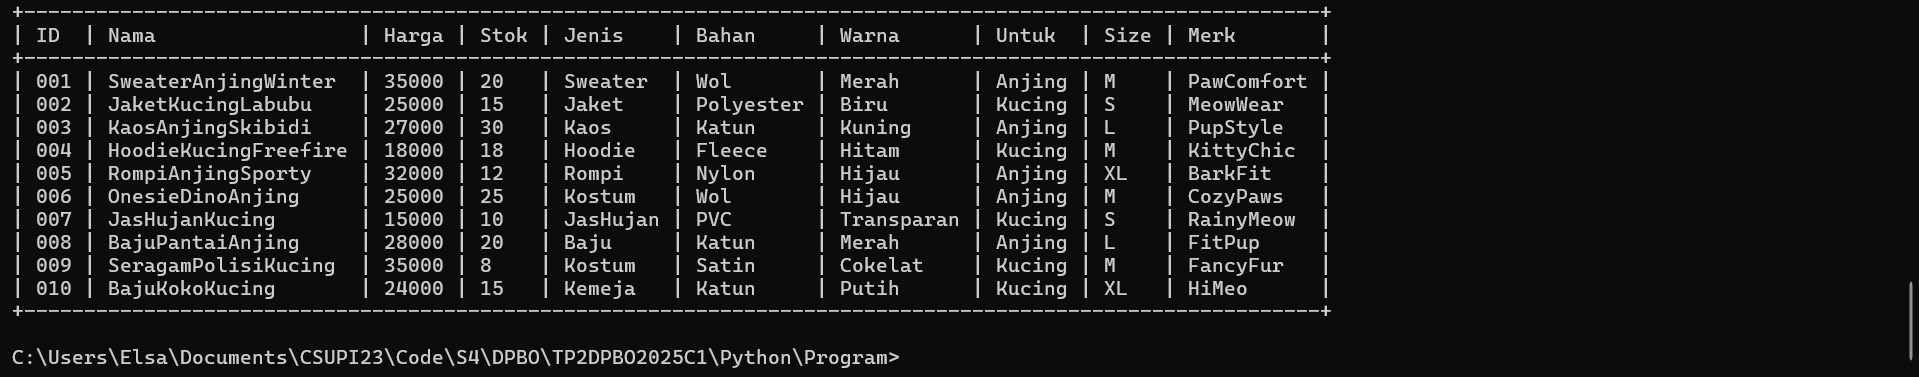 +------------------------------------------------------------------------------------------------------------+
| ID  | Nama                 | Harga | Stok | Jenis    | Bahan     | Warna      | Untuk  | Size | Merk       |
+------------------------------------------------------------------------------------------------------------+
| 001 | SweaterAnjingWinter  | 35000 | 20   | Sweater  | Wol       | Merah      | Anjing | M    | PawComfort |
| 002 | JaketKucingLabubu    | 25000 | 15   | Jaket    | Polyester | Biru       | Kucing | S    | MeowWear   |
| 003 | KaosAnjingSkibidi    | 27000 | 30   | Kaos     | Katun     | Kuning     | Anjing | L    | PupStyle   |
| 004 | HoodieKucingFreefire | 18000 | 18   | Hoodie   | Fleece    | Hitam      | Kucing | M    | KittyChic  |
| 005 | RompiAnjingSporty    | 32000 | 12   | Rompi    | Nylon     | Hijau      | Anjing | XL   | BarkFit    |
| 006 | OnesieDinoAnjing     | 25000 | 25   | Kostum   | Wol       | Hijau      | Anjing | M    | CozyPaws   |
| 007 | JasHujanKucing       | 15000 | 10   | JasHujan | PVC       | Transparan | Kucing | S    | RainyMeow  |
| 008 | BajuPantaiAnjing     | 28000 | 20   | Baju     | Katun     | Merah      | Anjing | L    | FitPup     |
| 009 | SeragamPolisiKucing  | 35000 | 8    | Kostum   | Satin     | Cokelat    | Kucing | M    | FancyFur   |
| 010 | BajuKokoKucing       | 24000 | 15   | Kemeja   | Katun     | Putih      | Kucing | XL   | HiMeo      |
+------------------------------------------------------------------------------------------------------------+
C:\Users\Elsa\Documents\CSUPI23\Code\S4\DPBO\TP2DPBO2025C1\Python\Program>